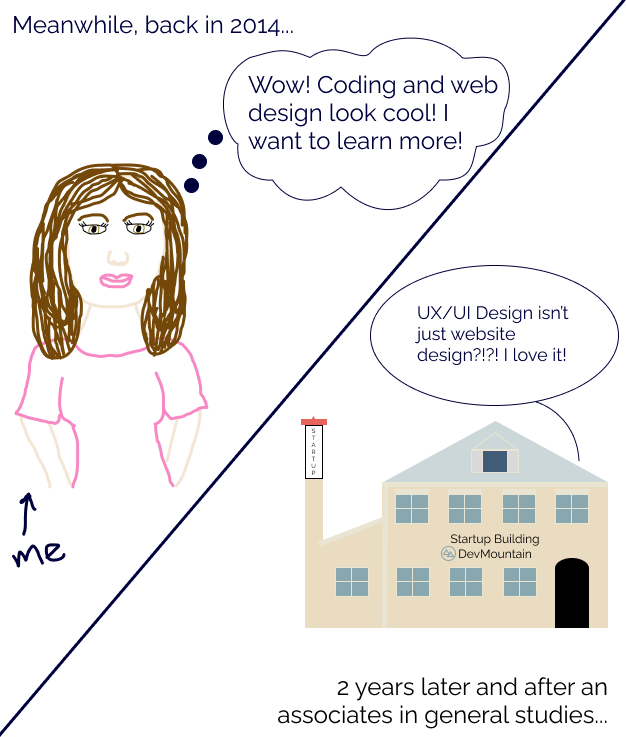 Meanwhile, back in 2014...
Wow! Coding and web
design look cool! I
want to learn more!
me
UX/UI Design isn't
just website
design?!?! I love it!
STARTUP
Startup Building
DevMountain
2 years later and after an
associates in general studies...